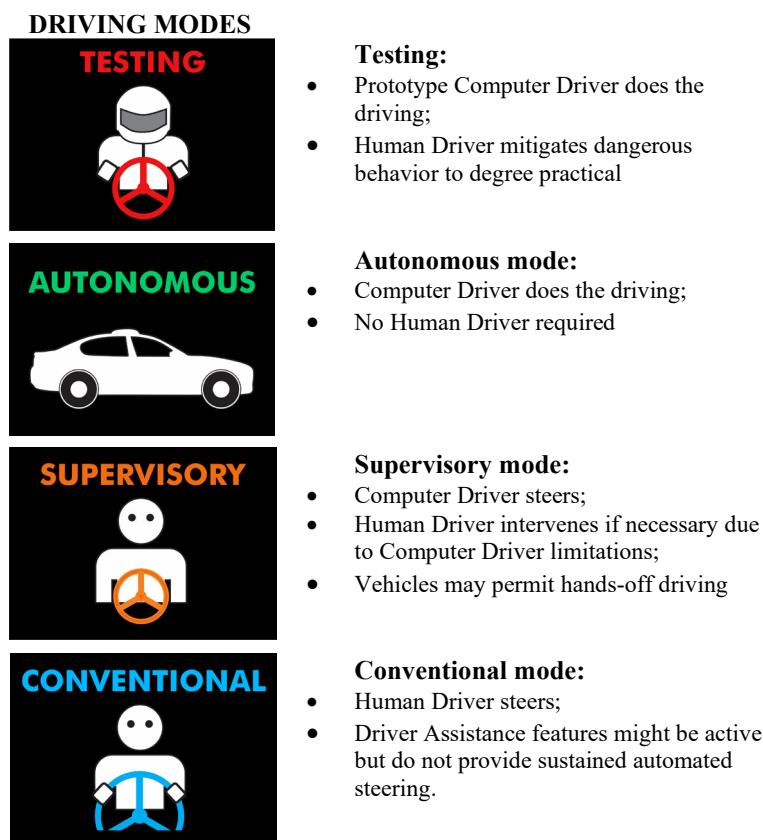 DRIVING MODES
TESTING
Testing:
• Prototype Computer Driver does the
driving;
• Human Driver mitigates dangerous
behavior to degree practical
AUTONOMOUS
Autonomous mode:
• Computer Driver does the driving;
• No Human Driver required
SUPERVISORY
Supervisory mode:
• Computer Driver steers;
• Human Driver intervenes if necessary due
to Computer Driver limitations;
• Vehicles may permit hands-off driving
CONVENTIONAL
Conventional mode:
• Human Driver steers;
• Driver Assistance features might be active
but do not provide sustained automated
steering.